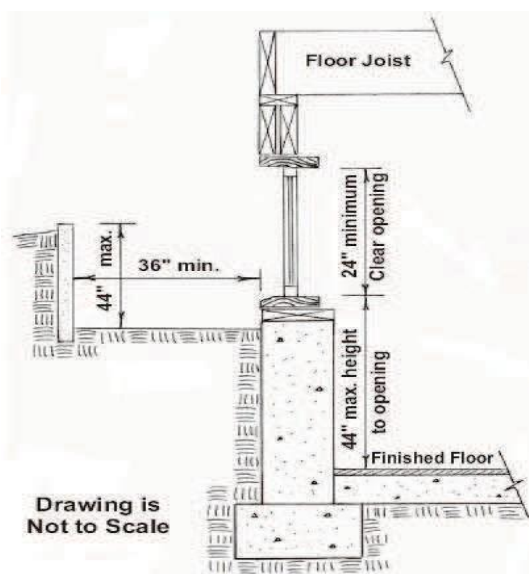 Floor Joist
24" minimum
Clear opening
36" min.
44" max.
44" max. height
to opening
Finished Floor
Drawing is
Not to Scale